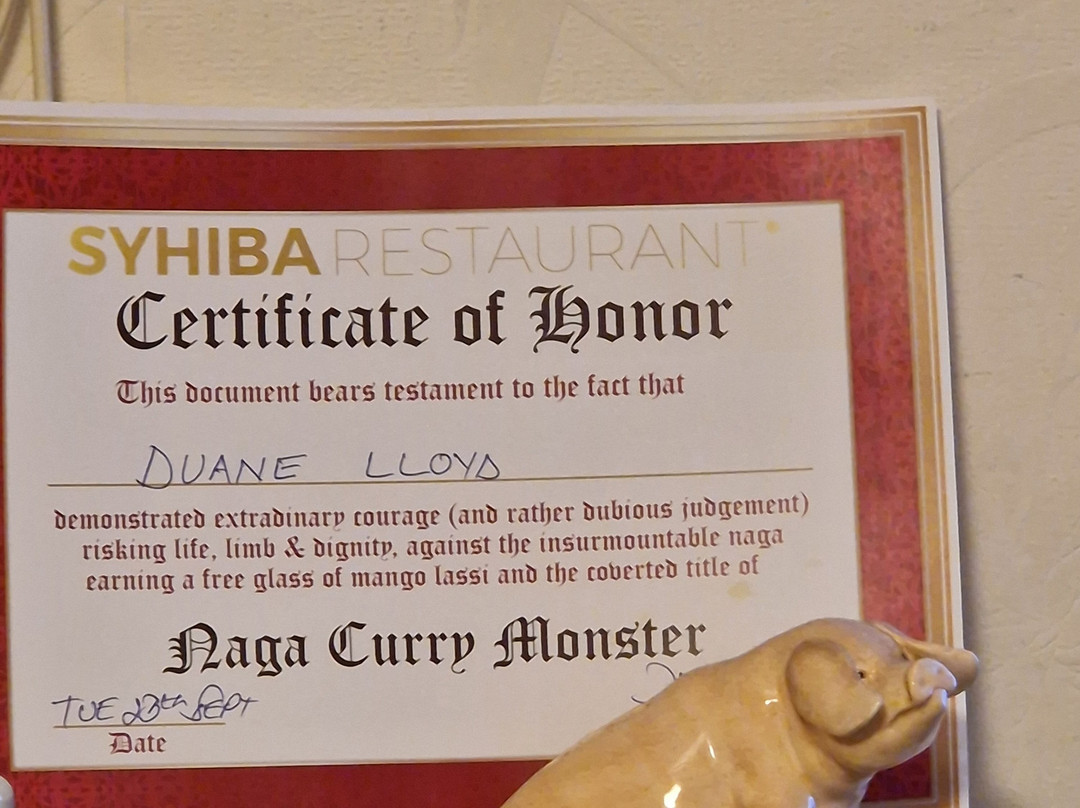 SYHIBA RESTAURANT
Certificate of Honor
This document bears testament to the fact that
DUANE LLOYD
demonstrated extradinary courage (and rather dubious judgement)
risking life, limb & dignity, against the insurmountable naga
earning a free glass of mango lassi and the coverted title of
Naga Curry Monster
TUE 23th SEPT
Date